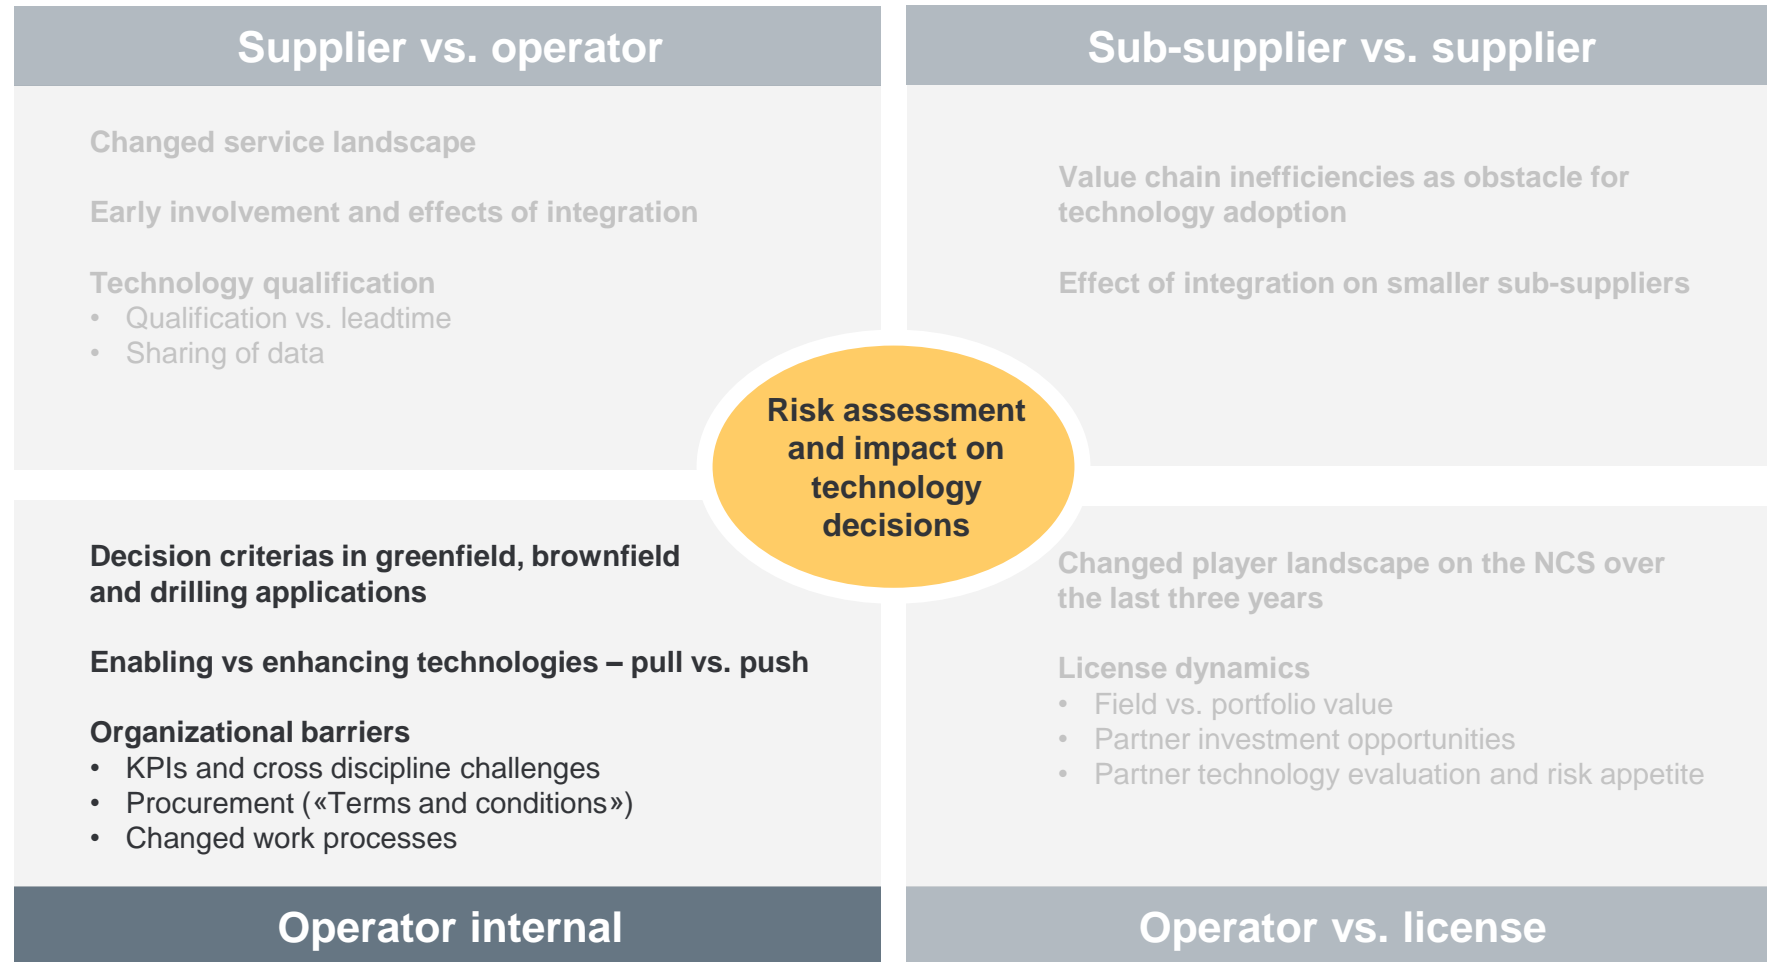 Supplier vs. operator
Changed service landscape
Early involvement and effects of integration
Technology qualification
• Qualification vs. leadtime
• Sharing of data
Sub-supplier vs. supplier
Value chain inefficiencies as obstacle for
technology adoption
Effect of integration on smaller sub-suppliers
Risk assessment
and impact on
technology
decisions
Decision criterias in greenfield, brownfield
and drilling applications
Enabling vs enhancing technologies – pull vs. push
Organizational barriers
• KPIs and cross discipline challenges
• Procurement («Terms and conditions»)
• Changed work processes
Operator internal
Changed player landscape on the NCS over
the last three years
License dynamics
• Field vs. portfolio value
• Partner investment opportunities
• Partner technology evaluation and risk appetite
Operator vs. license